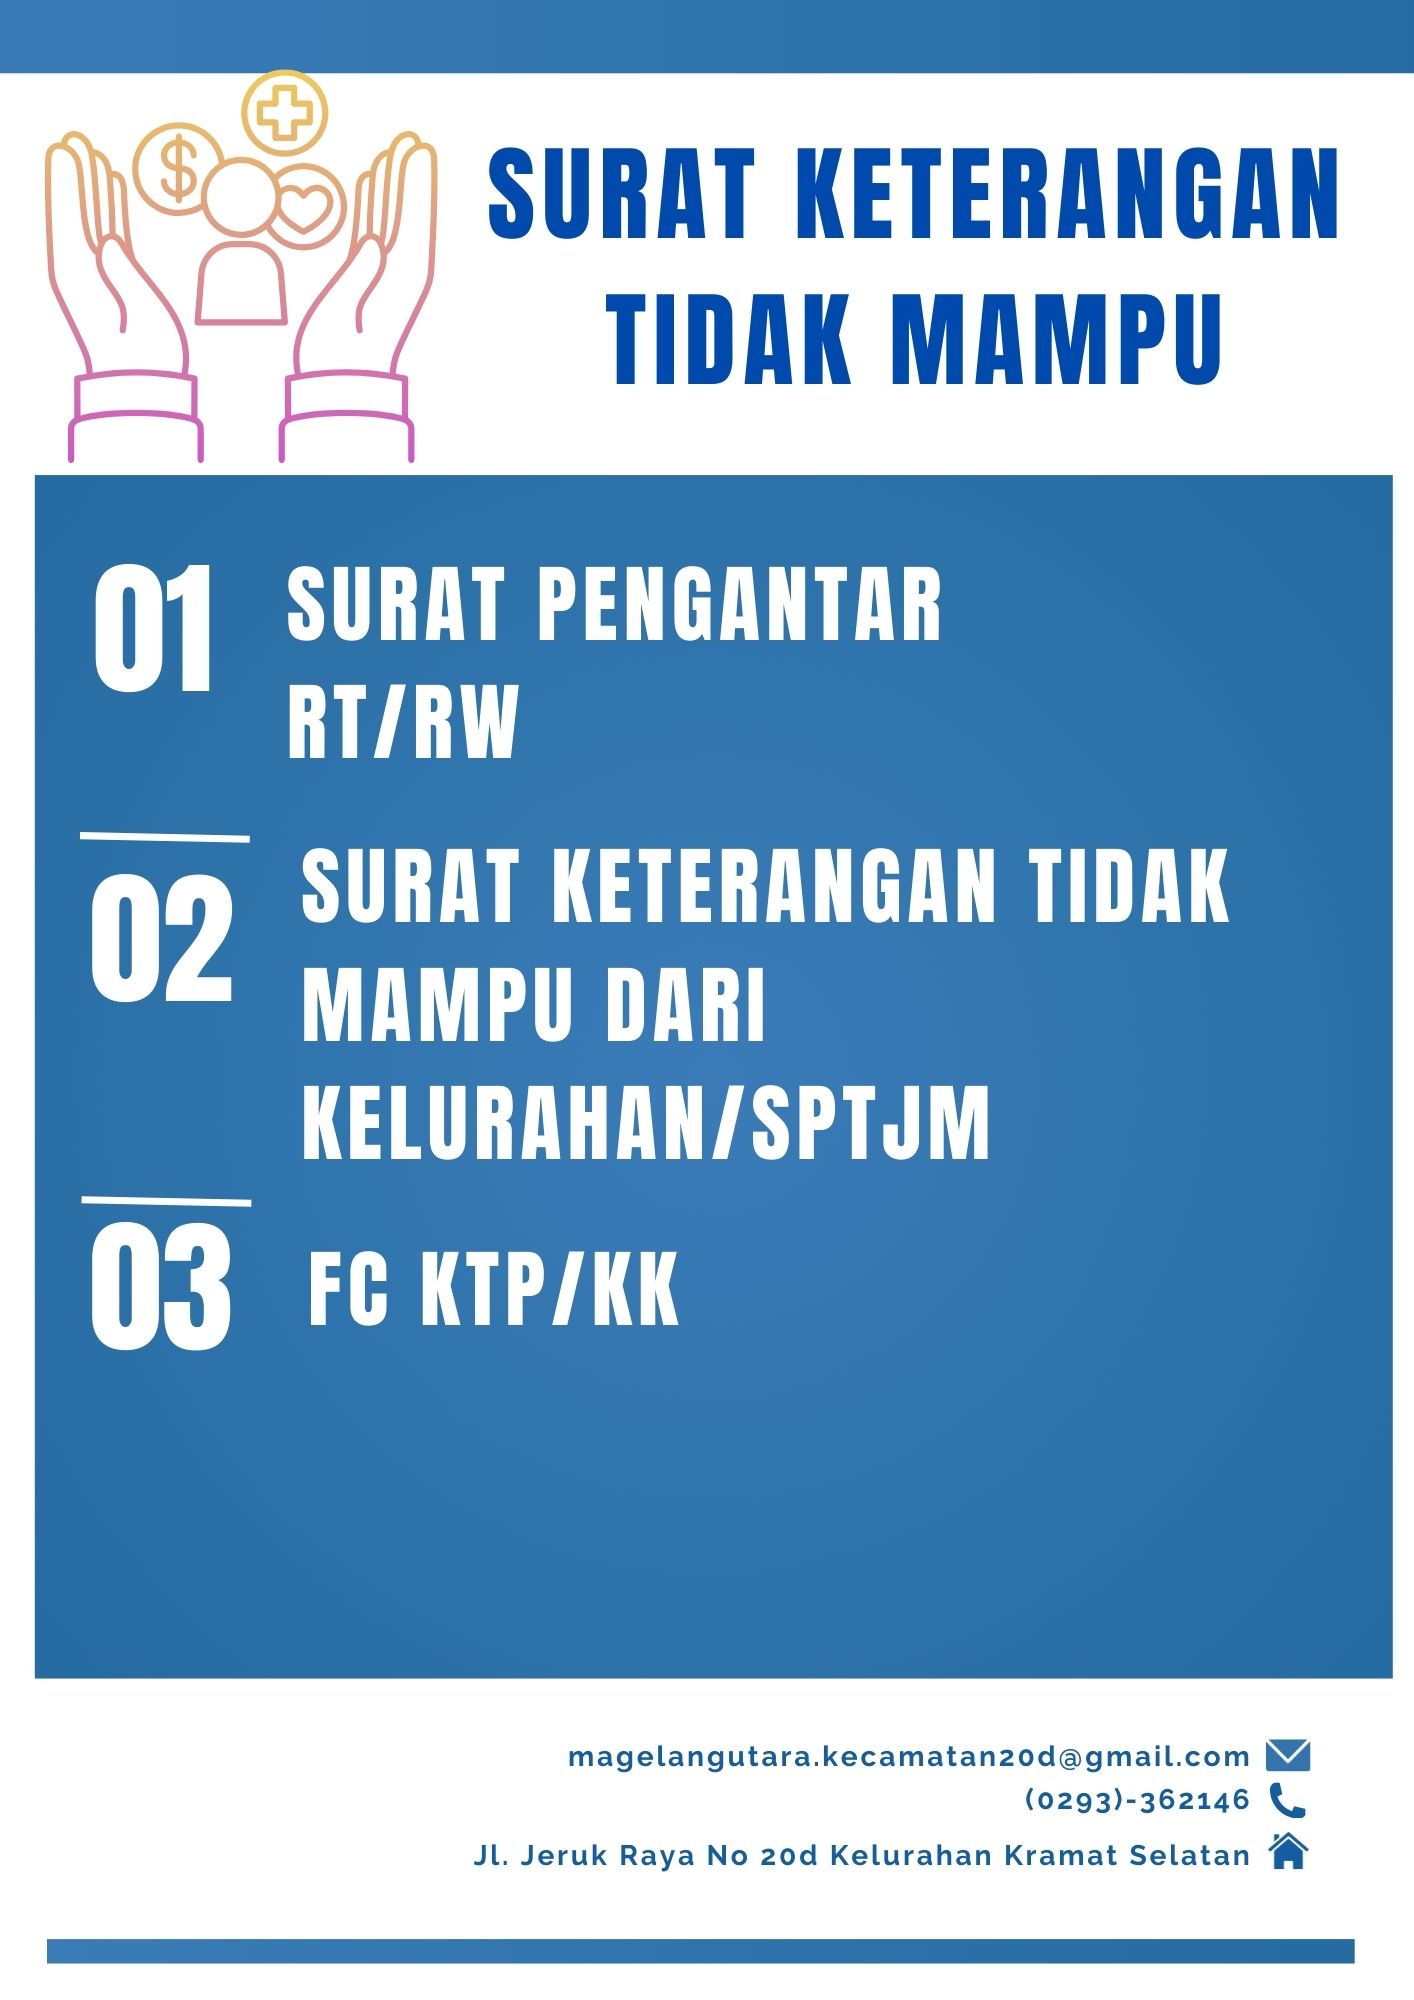 SURAT KETERANGAN
TIDAK MAMPU
01
SURAT PENGANTAR
RT/RW
02
SURAT KETERANGAN TIDAK
MAMPU DARI
KELURAHAN/SPTJM
03
FC KTP/KK
magelangutara.kecamatan20d@gmail.com
(0293)-362146
Jl. Jeruk Raya No 20d Kelurahan Kramat Selatan